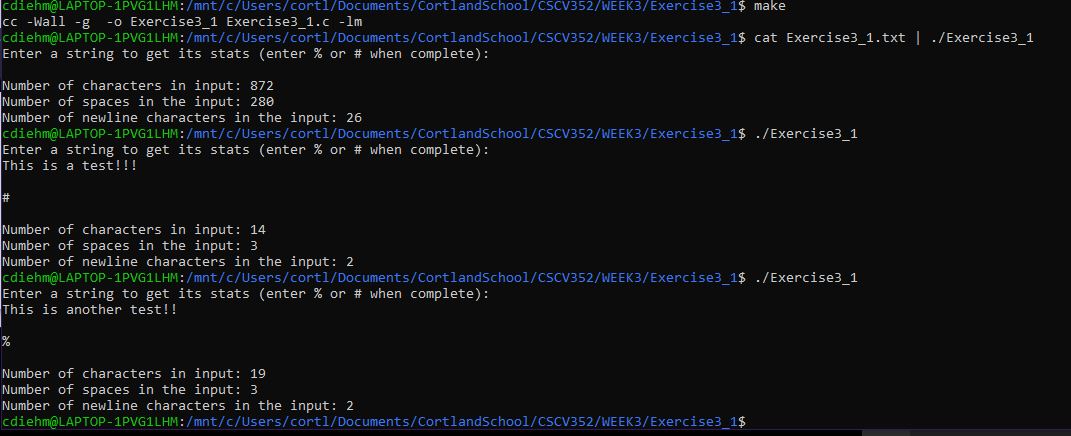 cdiehm@LAPTOP-1PVG1LHM:/mnt/c/Users/cortl/Documents/CortlandSchool/CSCV352/WEEK3/Exercise3_1$ make
cc -Wall -g  -o Exercise3_1 Exercise3_1.c -lm
cdiehm@LAPTOP-1PVG1LHM:/mnt/c/Users/cortl/Documents/CortlandSchool/CSCV352/WEEK3/Exercise3_1$ cat Exercise3_1.txt | ./Exercise3_1
Enter a string to get its stats (enter % or # when complete):
Number of characters in input: 872
Number of spaces in the input: 280
Number of newline characters in the input: 26
cdiehm@LAPTOP-1PVG1LHM:/mnt/c/Users/cortl/Documents/CortlandSchool/CSCV352/WEEK3/Exercise3_1$ ./Exercise3_1
Enter a string to get its stats (enter % or # when complete):
This is a test!!!
#
Number of characters in input: 14
Number of spaces in the input: 3
Number of newline characters in the input: 2
cdiehm@LAPTOP-1PVG1LHM:/mnt/c/Users/cortl/Documents/CortlandSchool/CSCV352/WEEK3/Exercise3_1$ ./Exercise3_1
Enter a string to get its stats (enter % or # when complete):
This is another test!!
%
Number of characters in input: 19
Number of spaces in the input: 3
Number of newline characters in the input: 2
cdiehm@LAPTOP-1PVG1LHM:/mnt/c/Users/cortl/Documents/CortlandSchool/CSCV352/WEEK3/Exercise3_1$